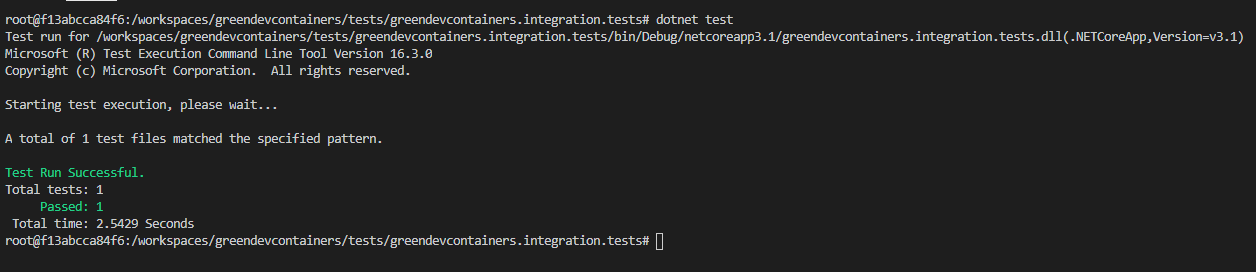 root@f13abcca84f6:/workspaces/greendevcontainers/tests/greendevcontainers.integration.tests# dotnet test
Test run for /workspaces/greendevcontainers/tests/greendevcontainers.integration.tests/bin/Debug/netcoreapp3.1/greendevcontainers.integration.tests.dll(.NETCoreApp,Version=v3.1)
Microsoft (R) Test Execution Command Line Tool Version 16.3.0
Copyright (c) Microsoft Corporation.  All rights reserved.
Starting test execution, please wait...
A total of 1 test files matched the specified pattern.
Test Run Successful.
Total tests: 1
     Passed: 1
 Total time: 2.5429 Seconds
root@f13abcca84f6:/workspaces/greendevcontainers/tests/greendevcontainers.integration.tests#